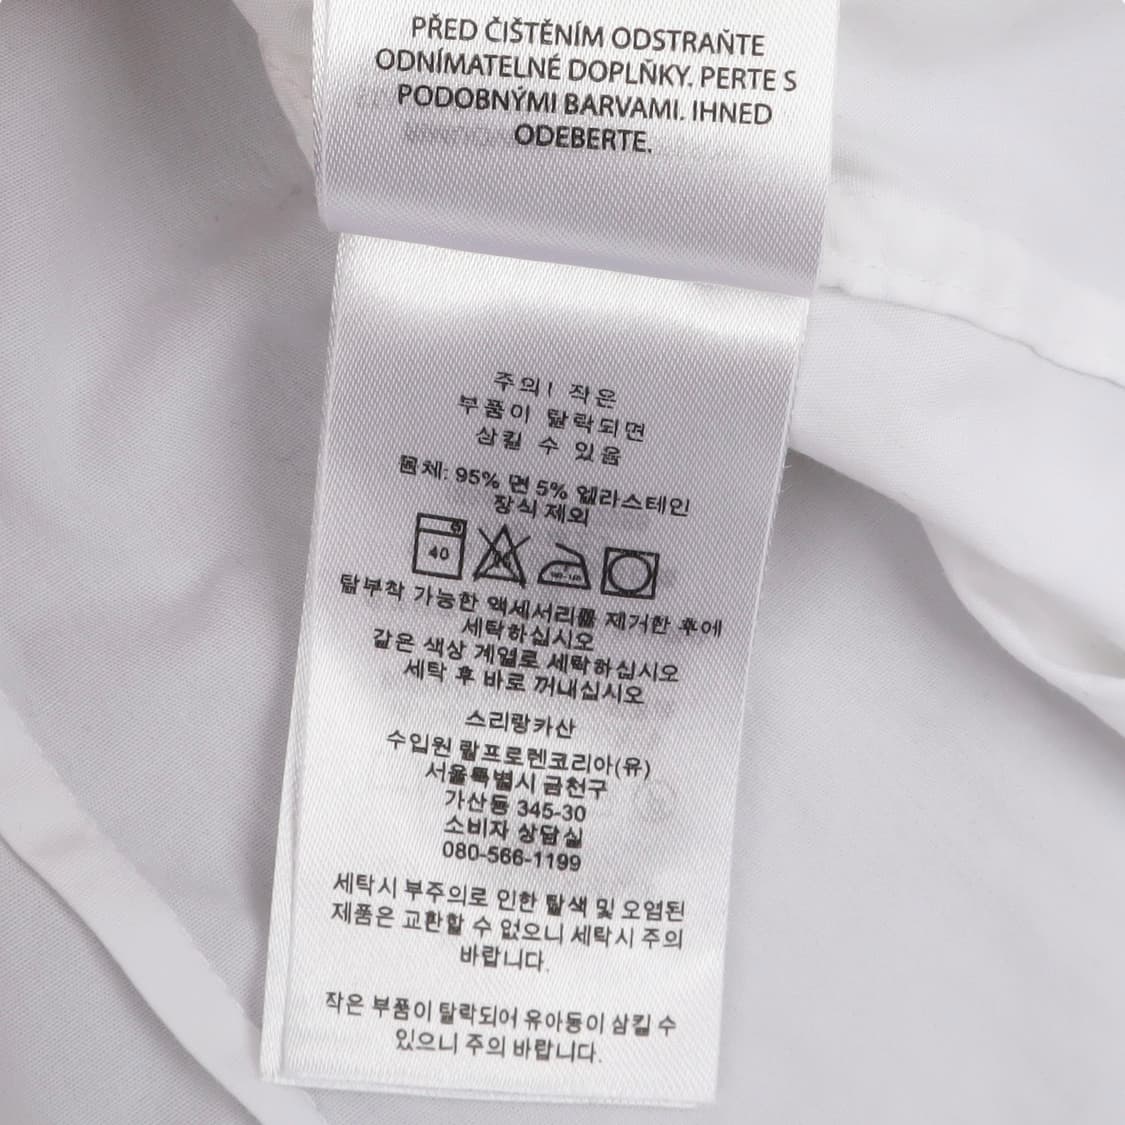 PŘED ČIŠTĚNÍM ODSTRAŇTE
ODNÍMATELNÉ DOPLŇKY. PERTE S
PODOBNÝMI BARVAMI. IHNED
ODEBERTE.
주의! 작은
부품이 탈락되면
삼킬 수 있음
몸체: 95% 면 5% 엘라스테인
장식 제외
40
탈부착 가능한 액세서리를 제거한 후에
세탁하십시오
같은 색상 계열로 세탁하십시오
세탁 후 바로 꺼내십시오
스리랑카산
수입원 랄프로렌코리아(유)
서울특별시 금천구
가산동 345-30
소비자 상담실
080-566-1199
세탁시 부주의로 인한 탈색 및 오염된
제품은 교환할 수 없으니 세탁시 주의
바랍니다.
작은 부품이 탈락되어 유아동이 삼킬 수
있으니 주의 바랍니다.